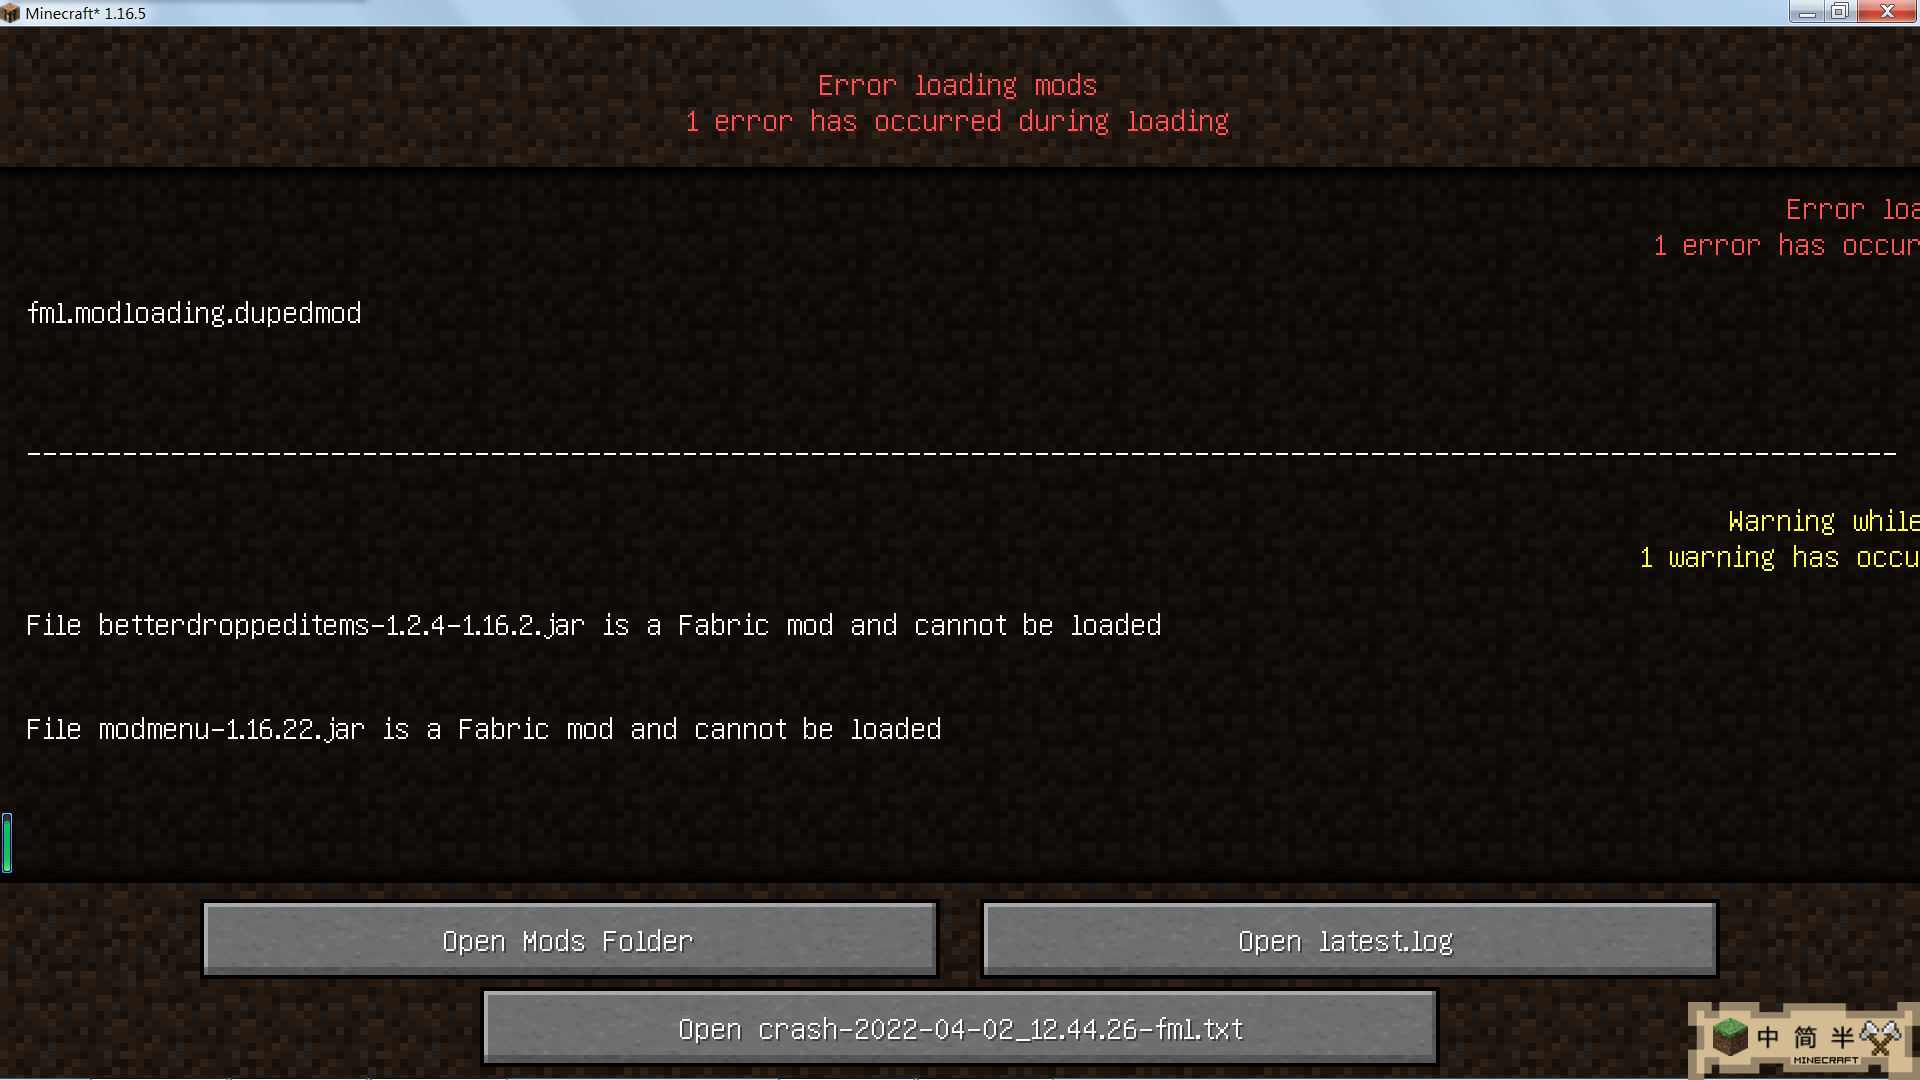 Minecraft* 1.16.5
Error loading mods
1 error has occurred during loading
Error loa
1 error has occur
fml.modloading.dupedmod
---------------------------------------------------------------------------------------------------------------------
Warning while
1 warning has occu
File betterdroppeditems-1.2.4-1.16.2.jar is a Fabric mod and cannot be loaded
File modmenu-1.16.22.jar is a Fabric mod and cannot be loaded
Open Mods Folder
Open latest.log
Open crash-2022-04-02_12.44.26-fml.txt
中 简 半
MINECRAFT